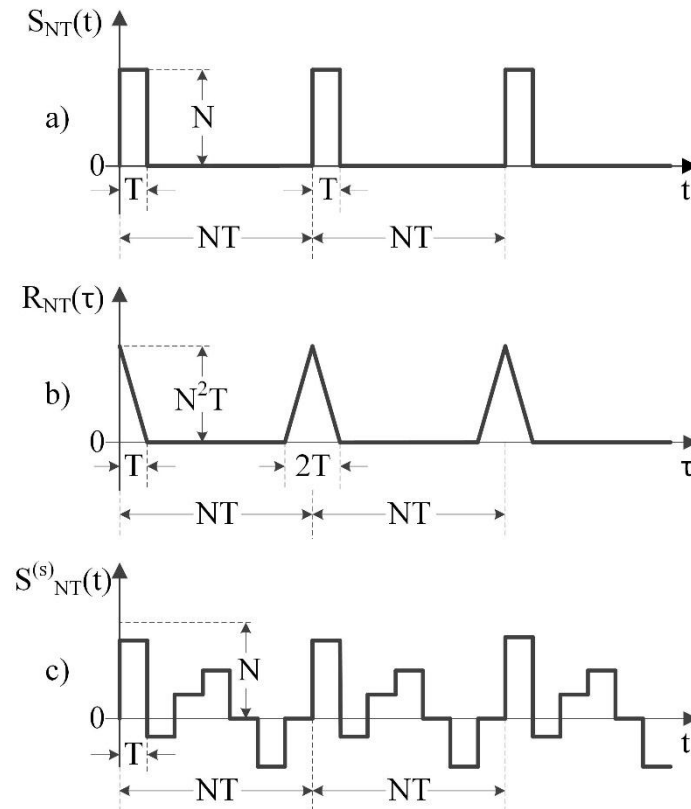 S_NT(t)
a)
N
0
T
T
t
NT
NT
R_NT(τ)
b)
N²T
0
T
2T
τ
NT
NT
S^(s)_NT(t)
c)
N
0
T
t
NT
NT